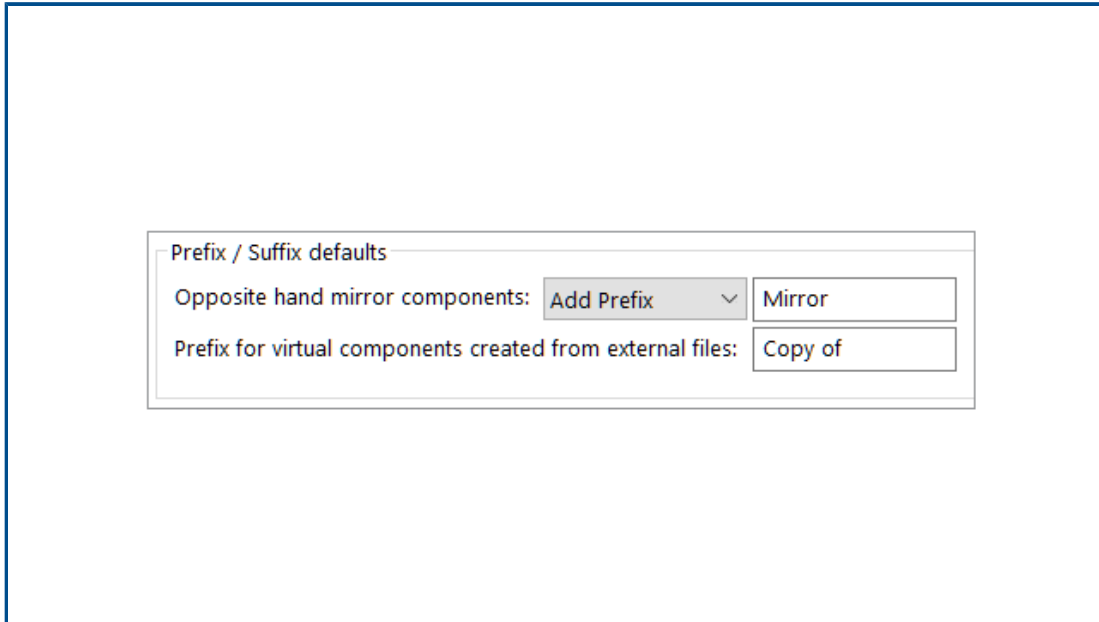 Prefix / Suffix defaults
Opposite hand mirror components: Add Prefix Mirror
Prefix for virtual components created from external files: Copy of